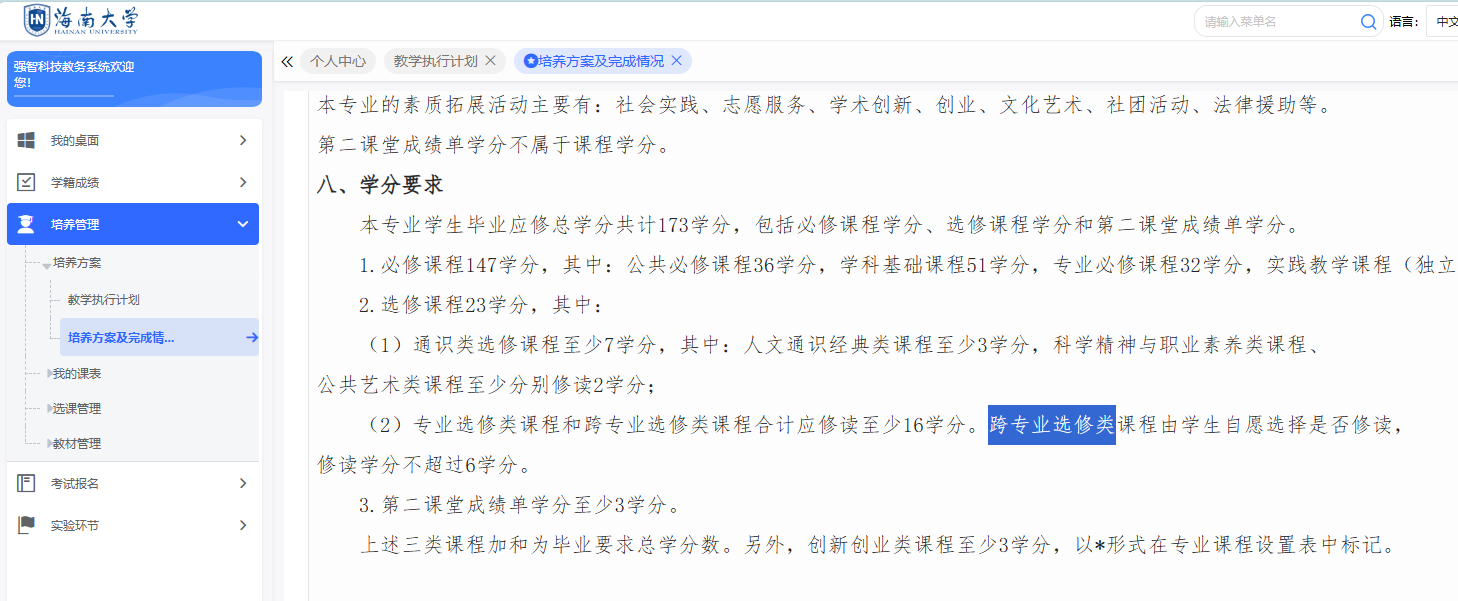 海南大学
HAINAN UNIVERSITY
请输入菜单名
语言：
中文
强智科技教务系统欢迎
您！
个人中心
教学执行计划
培养方案及完成情况
我的桌面
学籍成绩
培养管理
培养方案
教学执行计划
培养方案及完成情...
我的课表
选课管理
教材管理
考试报名
实验环节
本专业的素质拓展活动主要有：社会实践、志愿服务、学术创新、创业、文化艺术、社团活动、法律援助等。
第二课堂成绩单学分不属于课程学分。
八、学分要求
本专业学生毕业应修总学分共计173学分，包括必修课程学分、选修课程学分和第二课堂成绩单学分。
1.必修课程147学分，其中：公共必修课程36学分，学科基础课程51学分，专业必修课程32学分，实践教学课程（独立
2.选修课程23学分，其中：
（1）通识类选修课程至少7学分，其中：人文通识经典类课程至少3学分，科学精神与职业素养类课程、
公共艺术类课程至少分别修读2学分；
（2）专业选修类课程和跨专业选修类课程合计应修读至少16学分。跨专业选修类课程由学生自愿选择是否修读，
修读学分不超过6学分。
3.第二课堂成绩单学分至少3学分。
上述三类课程加和为毕业要求总学分数。另外，创新创业类课程至少3学分，以*形式在专业课程设置表中标记。